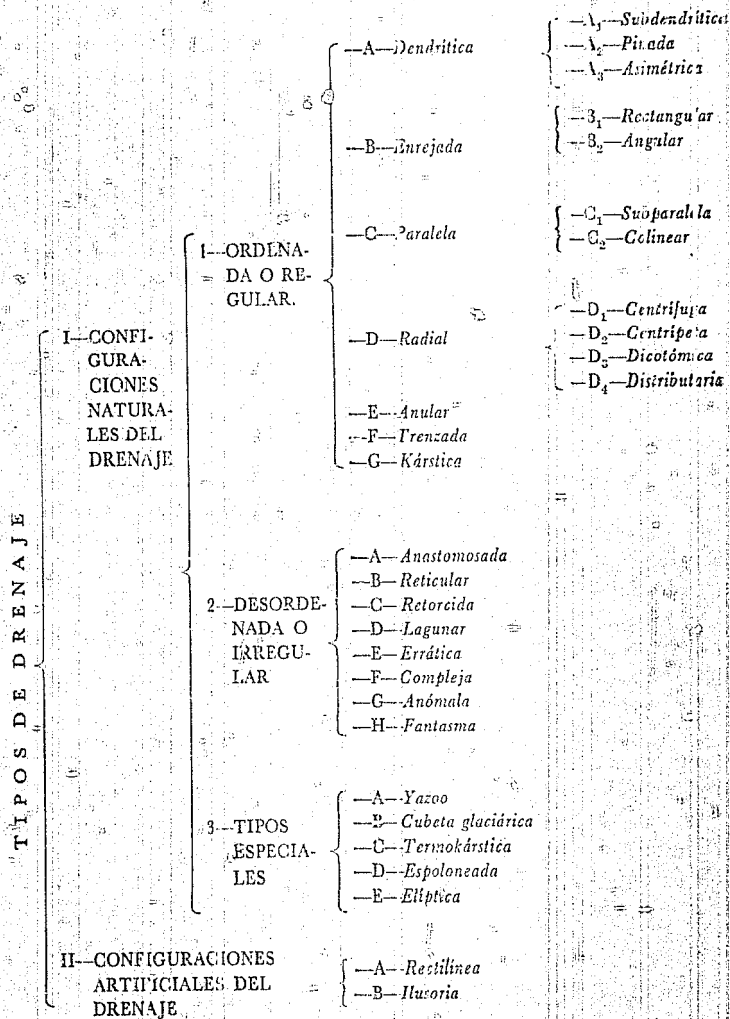 TIPOS DE DRENAJE
I—CONFI-
GURA-
CIONES
NATURA-
LES DEL
DRENAJE
1—ORDENA-
DA O RE-
GULAR.
—A—Dendrítica
—A₁—Subdendrítica
—A₂—Pinada
—A₃—Asimétrica
—B—Enrejada
—B₁—Rectangular
—B₂—Angular
—C—Paralela
—C₁—Subparalela
—C₂—Colinear
—D—Radial
—D₁—Centrífuga
—D₂—Centrípeta
—D₃—Dicotómica
—D₄—Distributaria
—E—Anular
—F—Trenzada
—G—Kárstica
2—DESORDE-
NADA O
IRREGU-
LAR
—A—Anastomosada
—B—Reticular
—C—Retorcida
—D—Lagunar
—E—Errática
—F—Compleja
—G—Anómala
—H—Fantasma
3—TIPOS
ESPECIA-
LES
—A—Yazoo
—B—Cubeta glaciárica
—C—Termokárstica
—D—Espoloneada
—E—Elíptica
II—CONFIGURACIONES
ARTIFICIALES DEL
DRENAJE
—A—Rectilínea
—B—Ilusoria